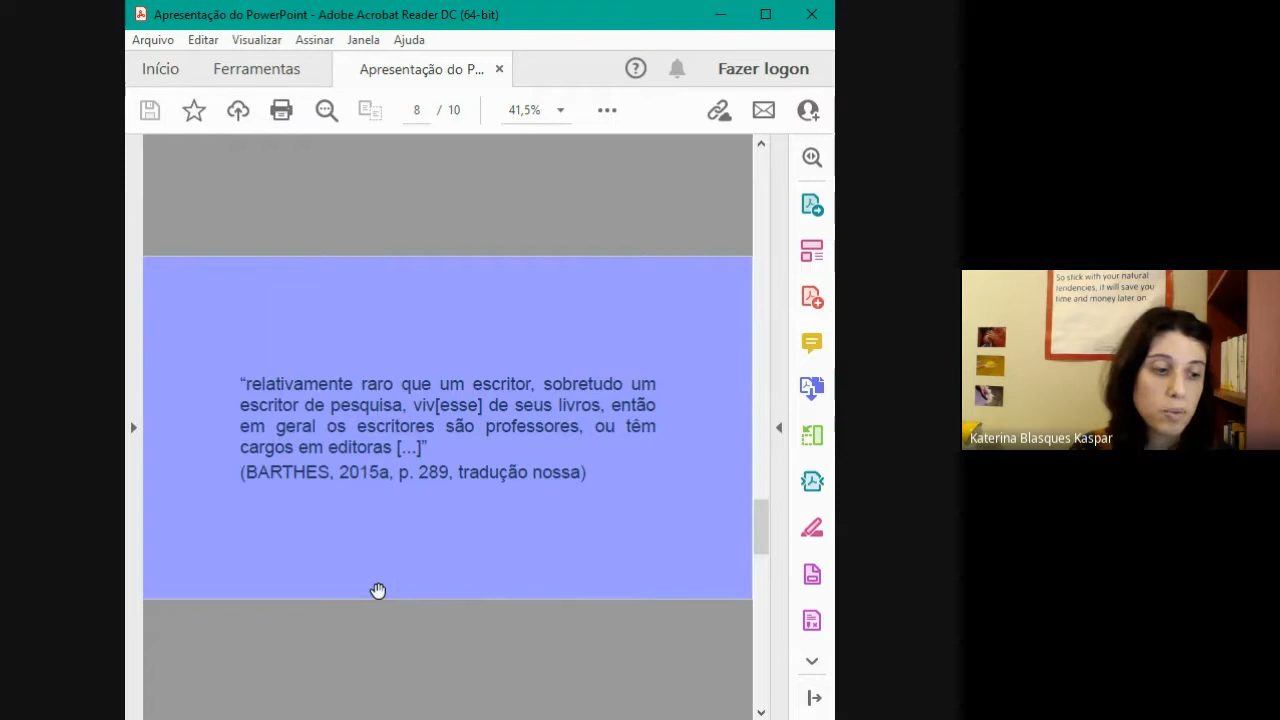 Apresentação do PowerPoint - Adobe Acrobat Reader DC (64-bit)
Arquivo Editar Visualizar Assinar Janela Ajuda
Início Ferramentas Apresentação do P... Fazer logon
8 / 10 41,5%
“relativamente raro que um escritor, sobretudo um
escritor de pesquisa, viv[esse] de seus livros, então
em geral os escritores são professores, ou têm
cargos em editoras [...]”
(BARTHES, 2015a, p. 289, tradução nossa)
So stick with your natural
tendencies, it will save you
time and money later on.
Katerina Blasques Kaspar